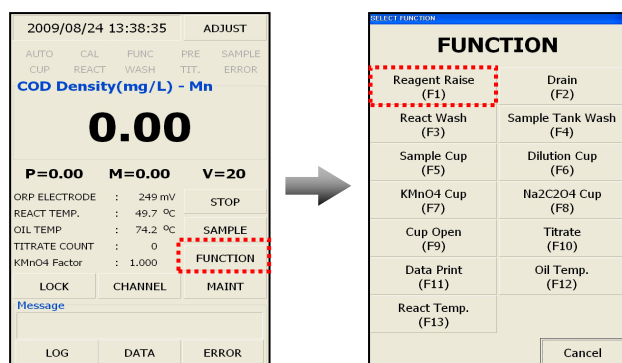 2009/08/24 13:38:35 ADJUST
AUTO CAL FUNC PRE SAMPLE
CUP REACT WASH TIT. ERROR
COD Density(mg/L) - Mn
0.00
P=0.00 M=0.00 V=20
ORP ELECTRODE : 249 mV
STOP
REACT TEMP. : 49.7 ºC
OIL TEMP : 74.2 ºC
SAMPLE
TITRATE COUNT : 0
FUNCTION
KMnO4 Factor : 1.000
LOCK CHANNEL MAINT
Message
LOG DATA ERROR
SELECT FUNCTION
FUNCTION
Reagent Raise
(F1)
Drain
(F2)
React Wash
(F3)
Sample Tank Wash
(F4)
Sample Cup
(F5)
Dilution Cup
(F6)
KMnO4 Cup
(F7)
Na2C2O4 Cup
(F8)
Cup Open
(F9)
Titrate
(F10)
Data Print
(F11)
Oil Temp.
(F12)
React Temp.
(F13)
Cancel